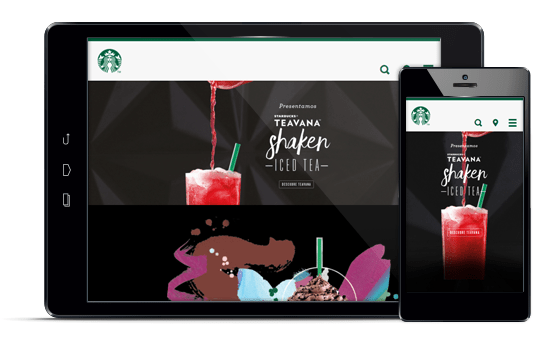 Presentamos
STARBUCKS
TEAVANA
shaken
ICED TEA
DESCUBRE TEAVANA
Presentamos
STARBUCKS
TEAVANA
shaken
ICED TEA
DESCUBRE TEAVANA